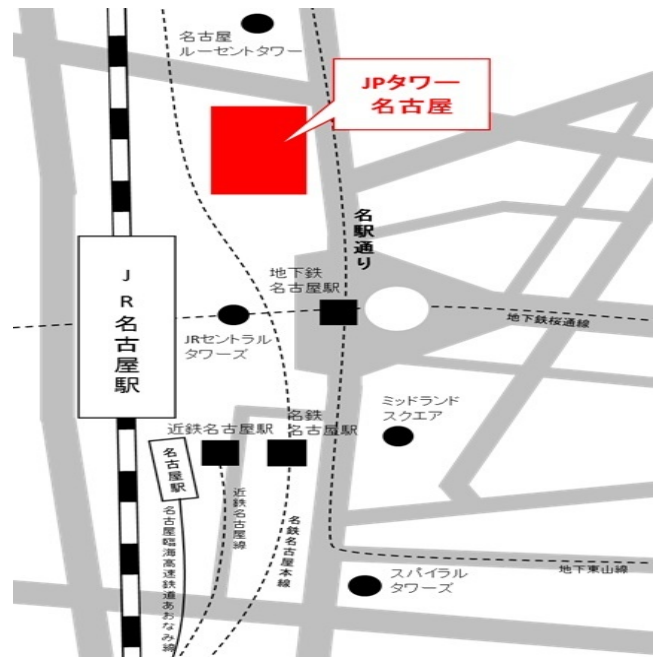 名古屋
ルーセントタワー
JPタワー
名古屋
名駅通り
地下鉄
名古屋駅
JR名古屋駅
JRセントラル
タワーズ
地下鉄桜通線
ミッドランド
スクエア
近鉄名古屋駅
名鉄
名古屋駅
名古屋駅
近鉄名古屋線
名鉄名古屋本線
名古屋臨海高速鉄道あおなみ線
地下東山線
スパイラル
タワーズ